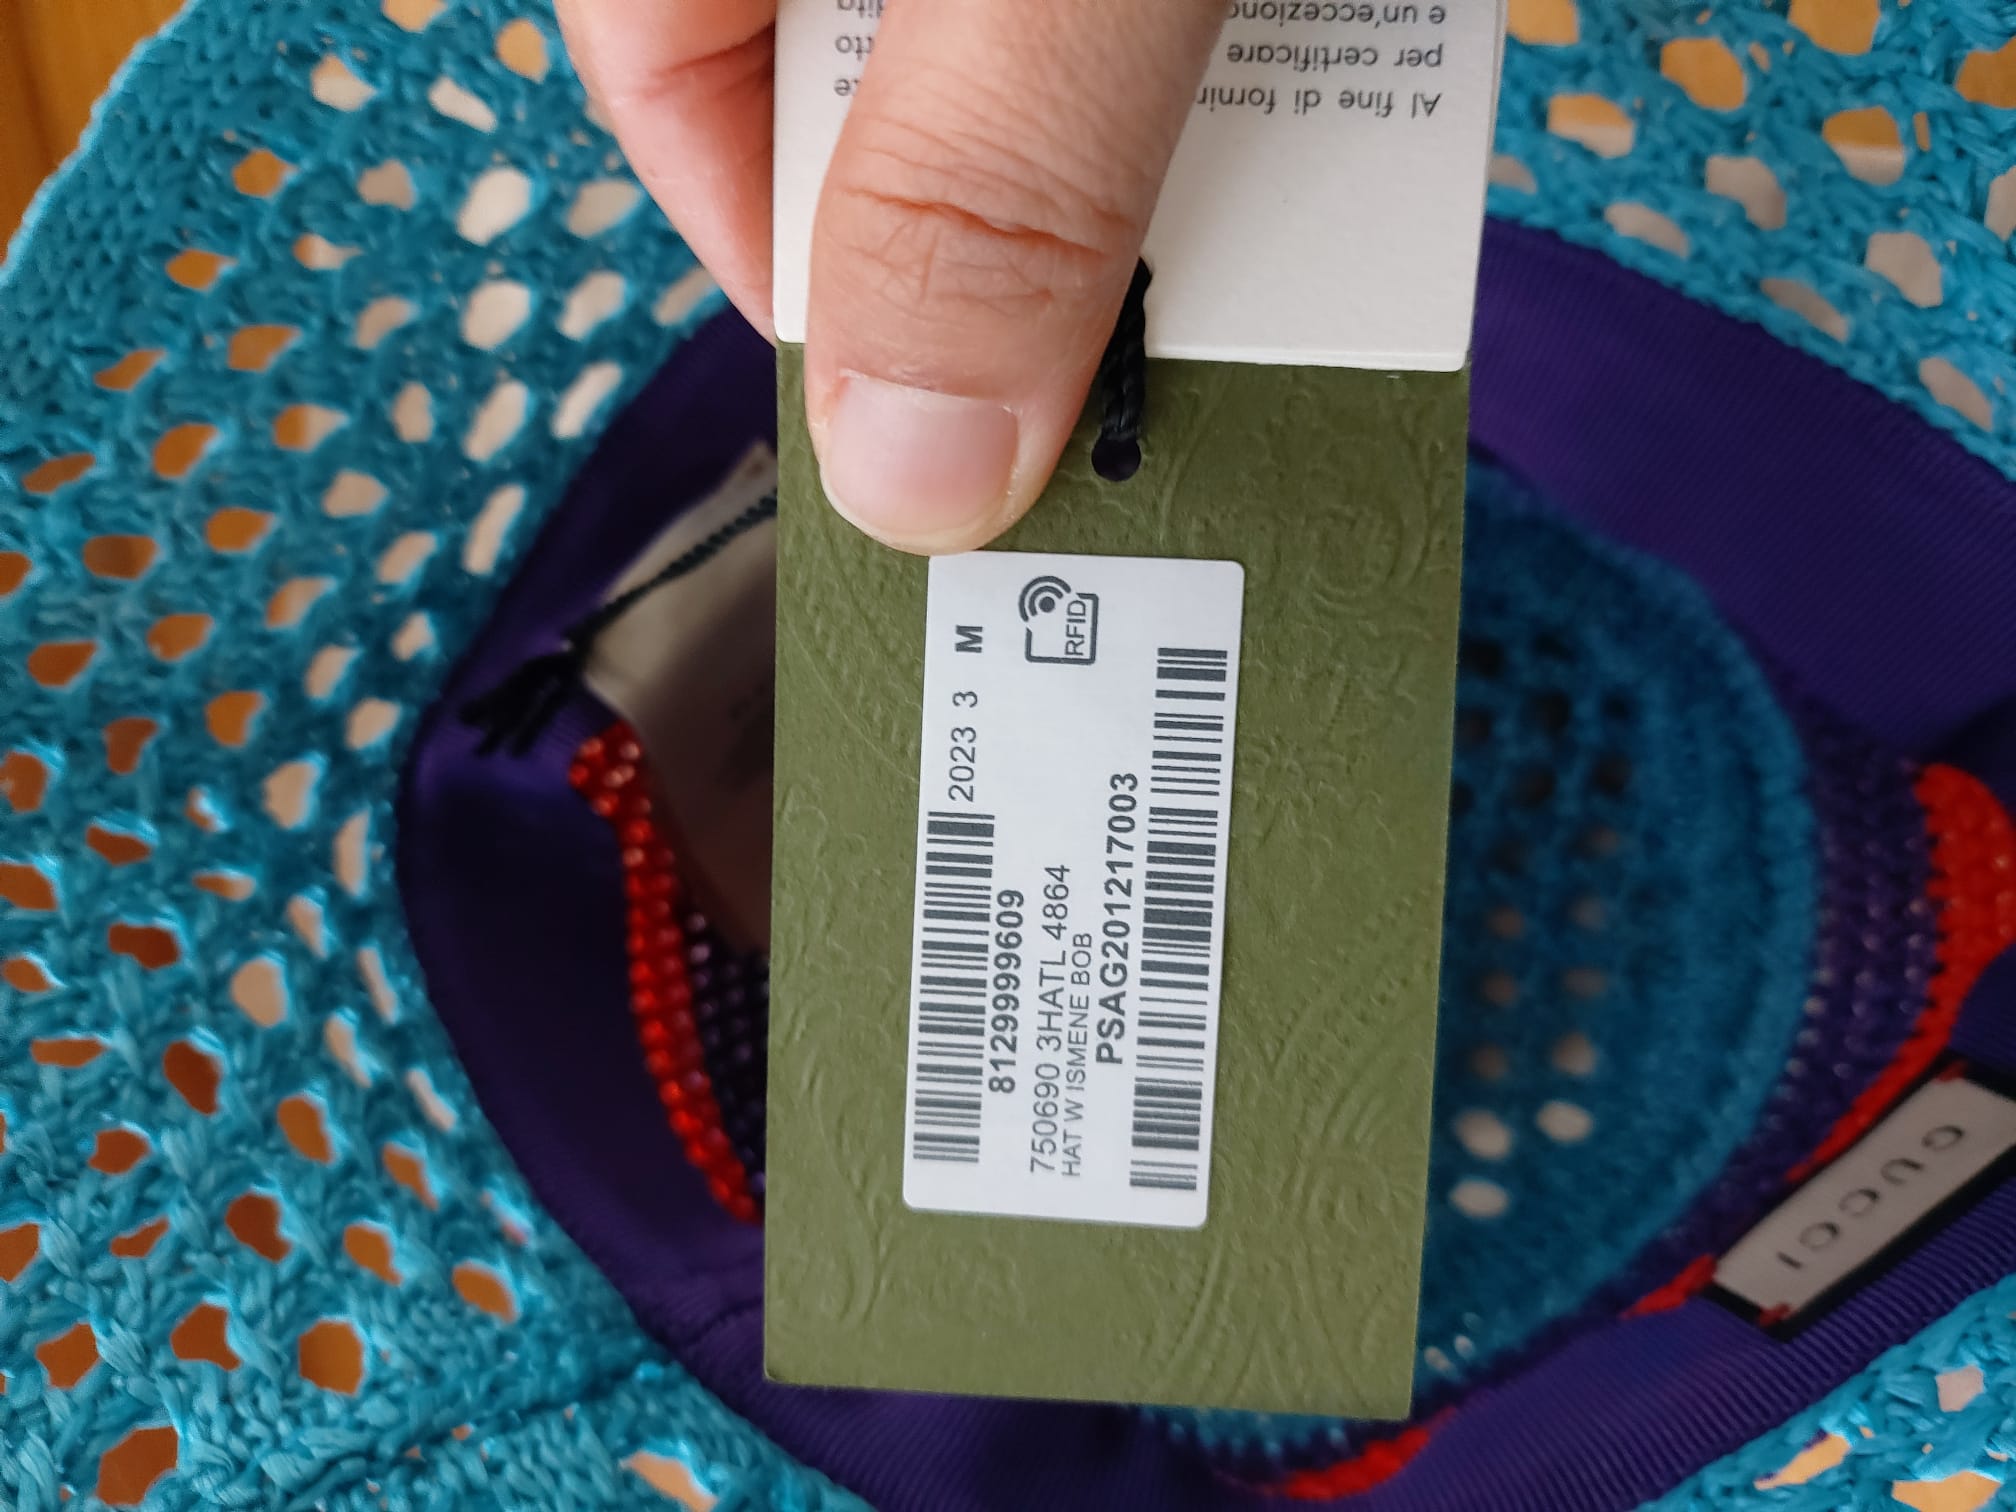 Al fine di fornir
per certificare
e un'eccezion
2023 3 M
8129999609
RFID
750690 3HATL 4864
HAT W ISMENE BOB
PSAG201217003
GUCCI